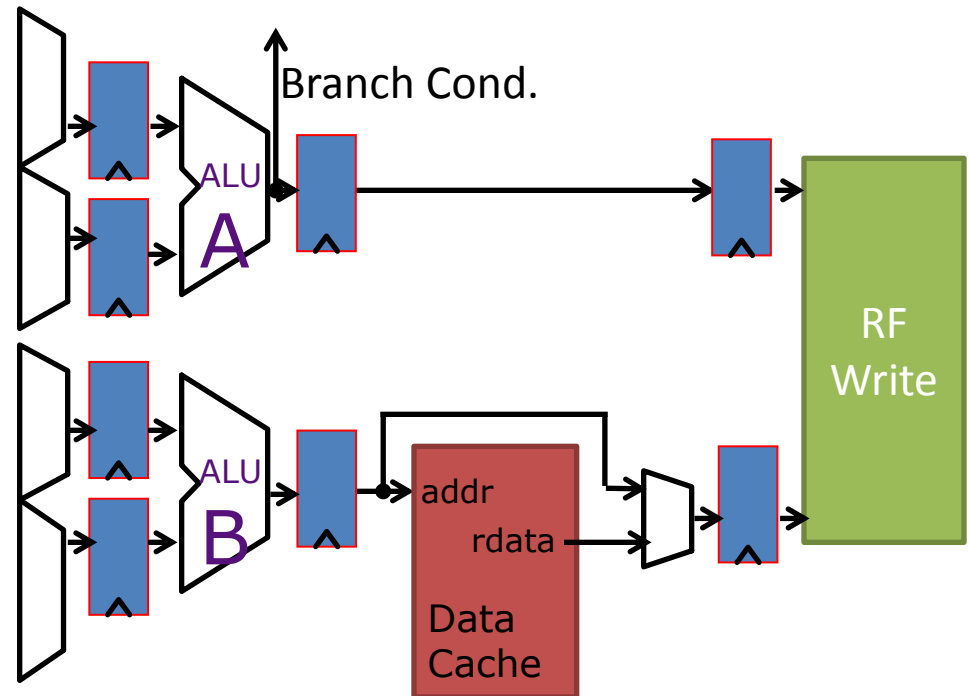 Branch Cond.
ALU
A
RF
Write
ALU
B
addr
rdata
Data
Cache